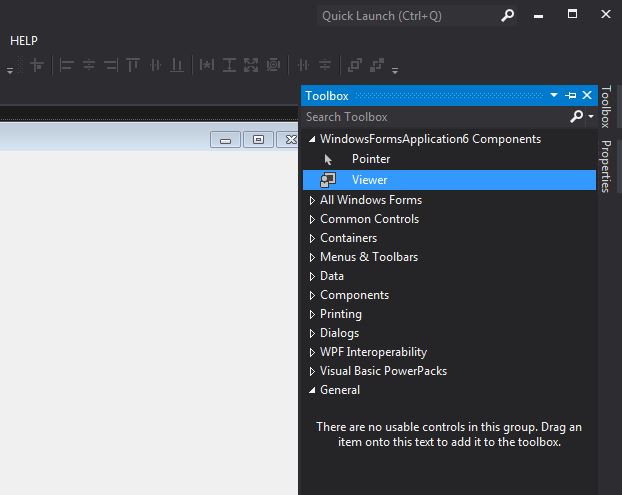 Quick Launch (Ctrl+Q)
HELP
Toolbox
Search Toolbox
WindowsFormsApplication6 Components
Pointer
Viewer
All Windows Forms
Common Controls
Containers
Menus & Toolbars
Data
Components
Printing
Dialogs
WPF Interoperability
Visual Basic PowerPacks
General
There are no usable controls in this group. Drag an
item onto this text to add it to the toolbox.
Toolbox
Properties